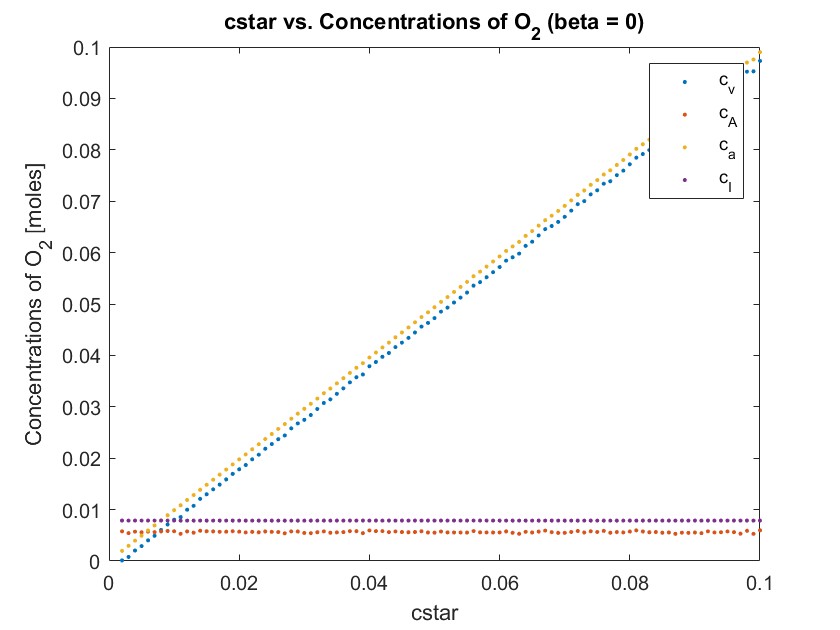 cstar vs. Concentrations of O2 (beta = 0)
0.1
0.09
0.08
0.07
0.06
0.05
0.04
0.03
0.02
0.01
0
Concentrations of O2 [moles]
cv
cA
ca
cI
0 0.02 0.04 0.06 0.08 0.1
cstar